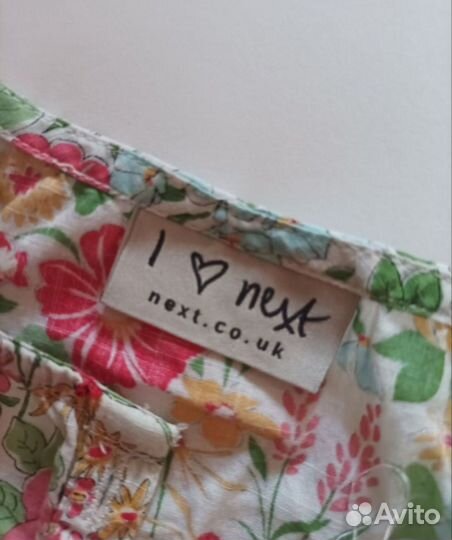 I ♡ next
next.co.uk
Avito